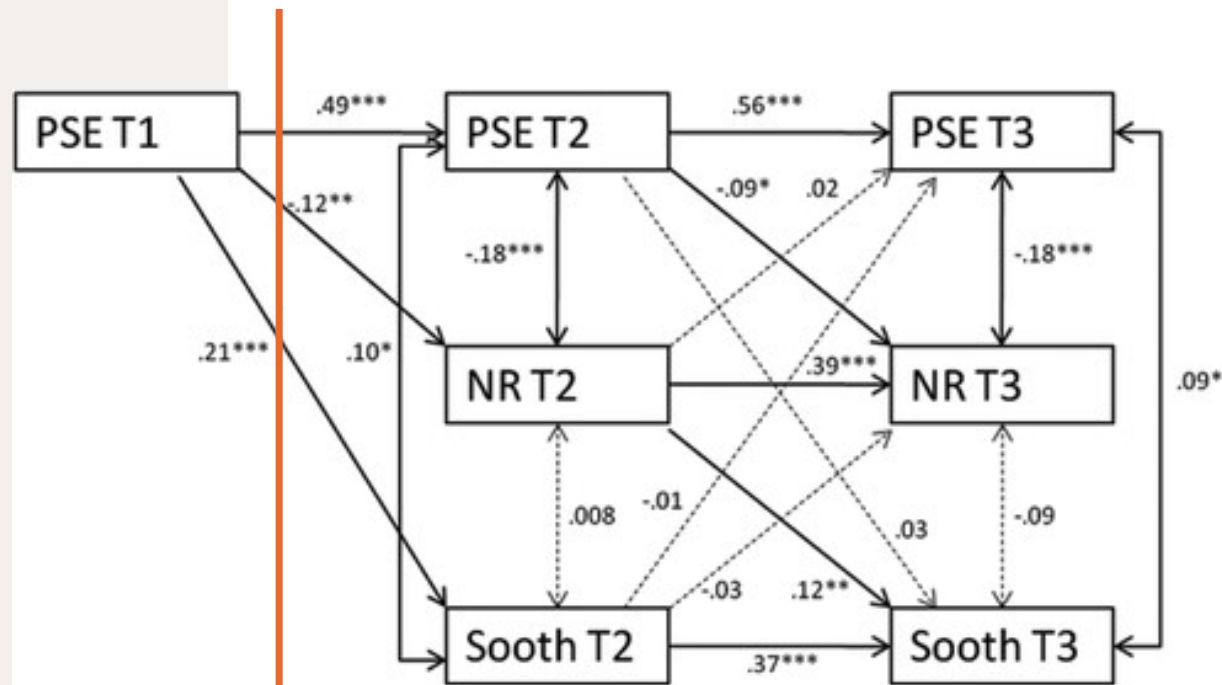 .49***
.56***
PSE T1
PSE T2
PSE T3
-.12**
-.09*
.02
-.18***
-.18***
.21***
.10*
.39***
.09*
NR T2
NR T3
.008
-.01
.03
-.09
-.03
.12**
Sooth T2
Sooth T3
.37***